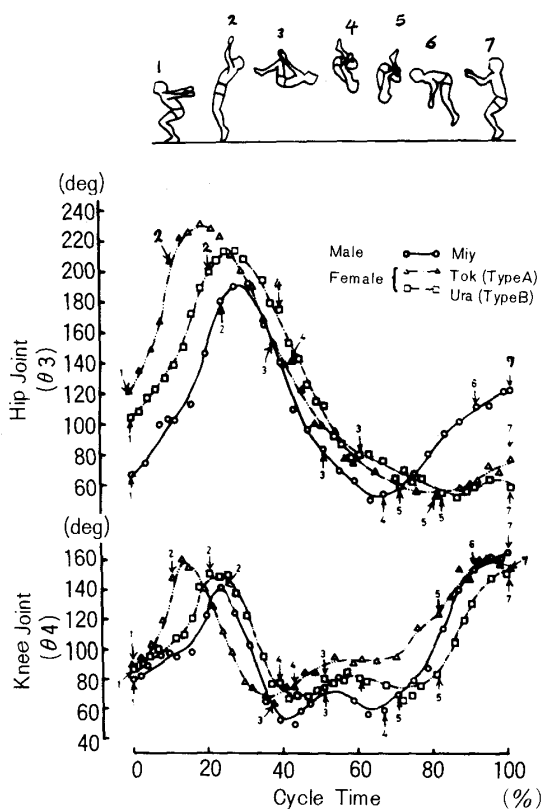 1 2 3 4 5 6 7
(deg)
240
220
200
180
160
140
120
100
80
60
Hip Joint
(θ3)
Male Miy
Female { Tok (TypeA)
Ura (TypeB)
(deg)
160
140
120
100
80
60
40
Knee Joint
(θ4)
0 20 40 60 80 100
Cycle Time (%)